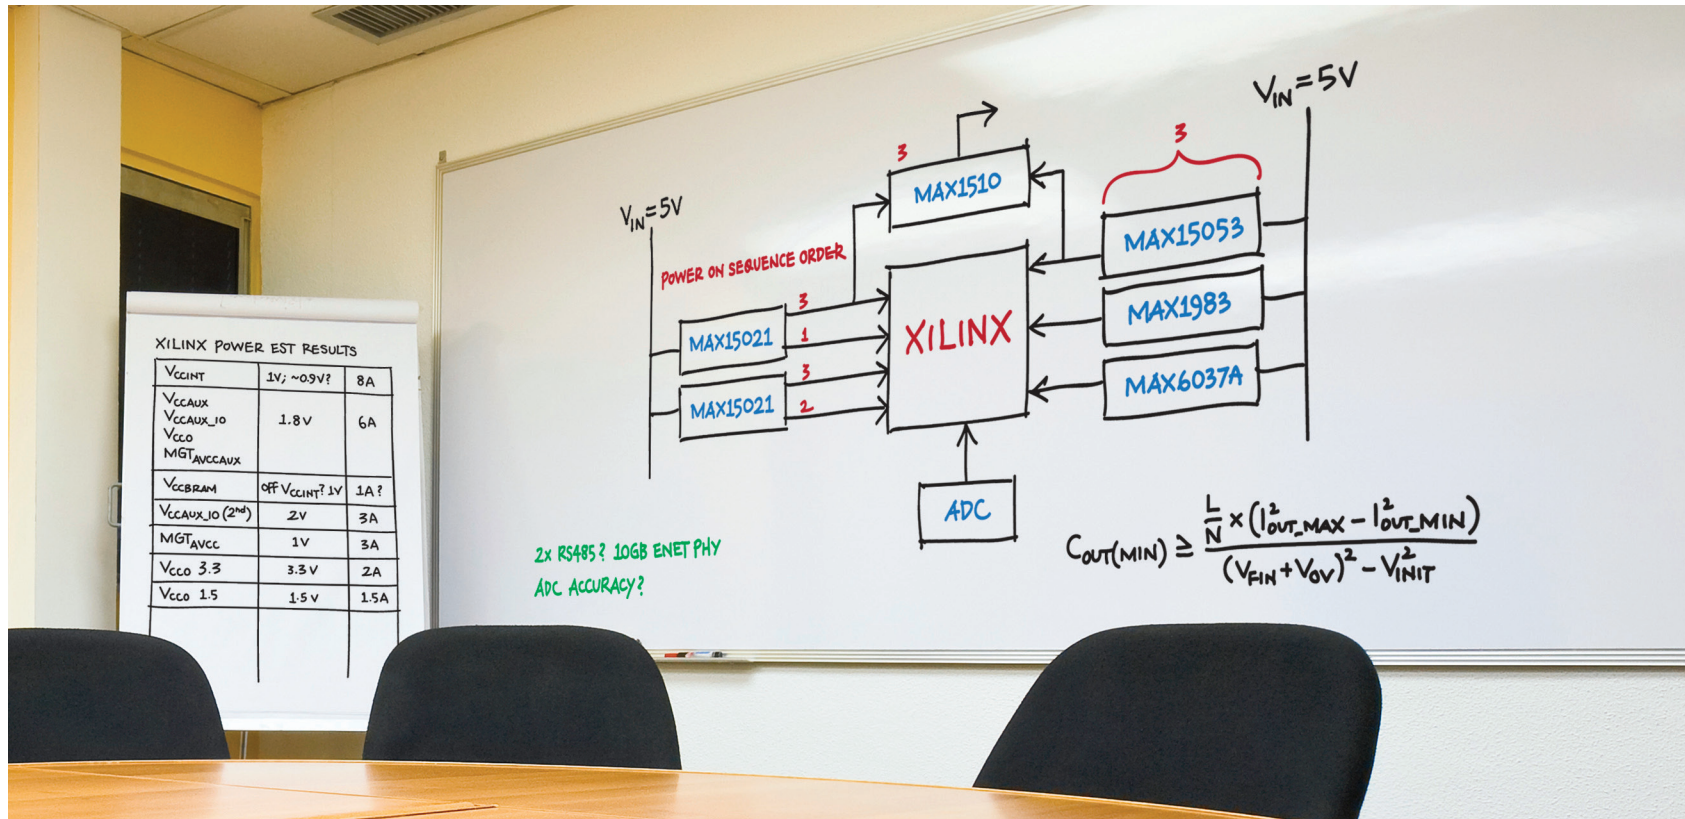 XILINX POWER EST RESULTS
VCCINT 1V; ~0.9V? 8A
VCCAUX
VCCAUX_IO 1.8V 6A
VCCO
MGTAVCCAUX
VCCBRAM OFF VCCINT? 1V 1A?
VCCAUX_IO (2nd) 2V 3A
MGTAVCC 1V 3A
VCCO 3.3 3.3V 2A
VCCO 1.5 1.5V 1.5A
VIN=5V
POWER ON SEQUENCE ORDER
MAX15021
3
1
MAX15021
3
2
3
MAX1510
XILINX
ADC
VIN=5V
3
MAX15053
MAX1983
MAX6037A
2x RS485? 10GB ENET PHY
ADC ACCURACY?
COUT(MIN) ≥ L/N × (I²OUT_MAX – I²OUT_MIN)
(VFIN + VOV)² – V²INIT